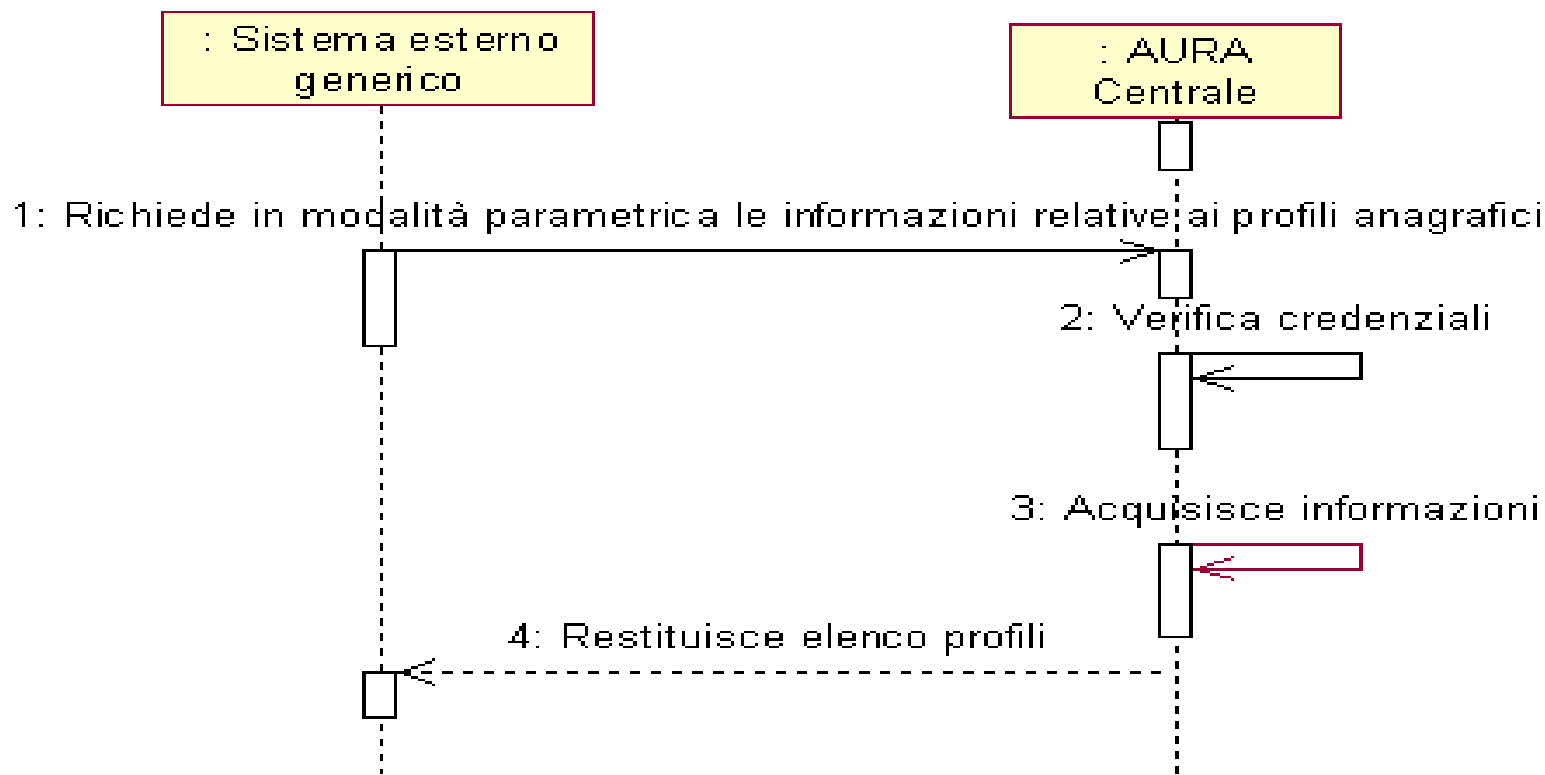 : Sistema esterno
generico
: AURA
Centrale
1: Richiede in modalità parametrica le informazioni relative ai profili anagrafici
2: Verifica credenziali
3: Acquisisce informazioni
4: Restituisce elenco profili